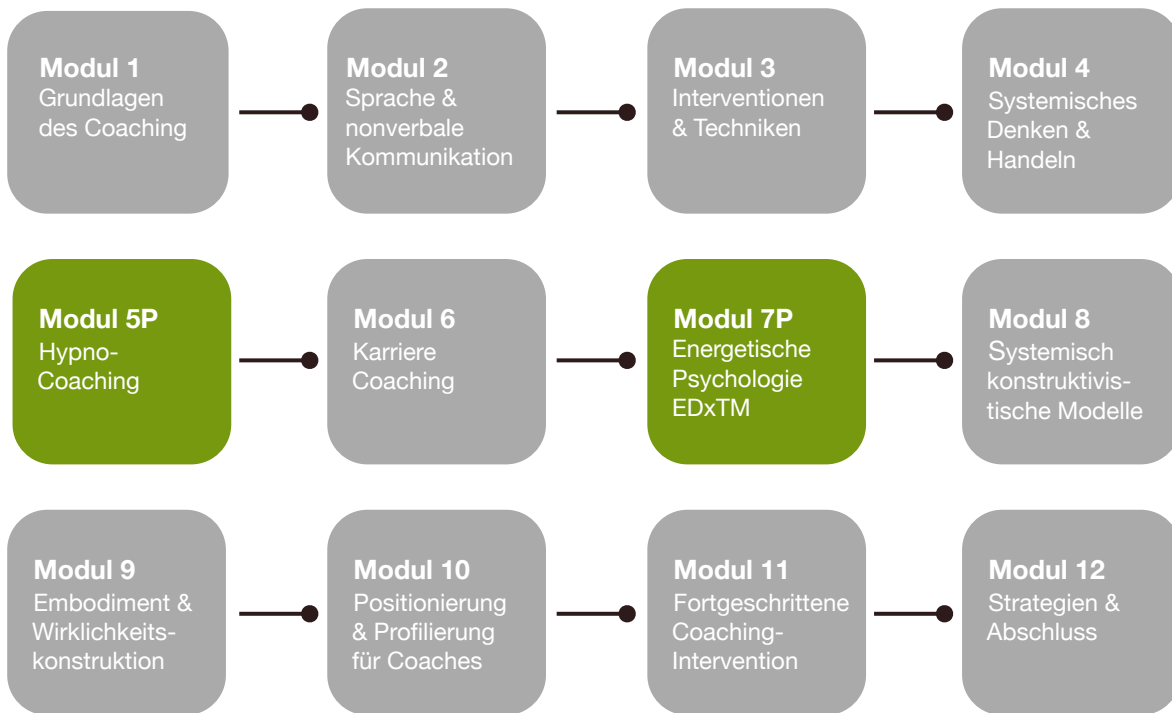 Modul 1
Grundlagen
des Coaching
Modul 2
Sprache &
nonverbale
Kommunikation
Modul 3
Interventionen
& Techniken
Modul 4
Systemisches
Denken &
Handeln
Modul 5P
Hypno-
Coaching
Modul 6
Karriere
Coaching
Modul 7P
Energetische
Psychologie
EDxTM
Modul 8
Systemisch
konstruktivis-
tische Modelle
Modul 9
Embodiment &
Wirklichkeits-
konstruktion
Modul 10
Positionierung
& Profilierung
für Coaches
Modul 11
Fortgeschrittene
Coaching-
Intervention
Modul 12
Strategien &
Abschluss